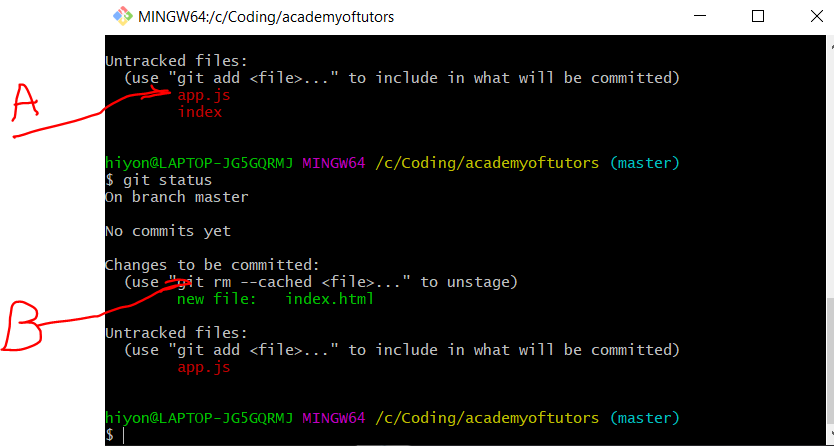 MINGW64:/c/Coding/academyoftutors
Untracked files:
(use "git add <file>..." to include in what will be committed)
A
app.js
index
hiyon@LAPTOP-JG5GQRMJ MINGW64 /c/Coding/academyoftutors (master)
$ git status
On branch master
No commits yet
Changes to be committed:
(use "git rm --cached <file>..." to unstage)
new file: index.html
B
Untracked files:
(use "git add <file>..." to include in what will be committed)
app.js
hiyon@LAPTOP-JG5GQRMJ MINGW64 /c/Coding/academyoftutors (master)
$